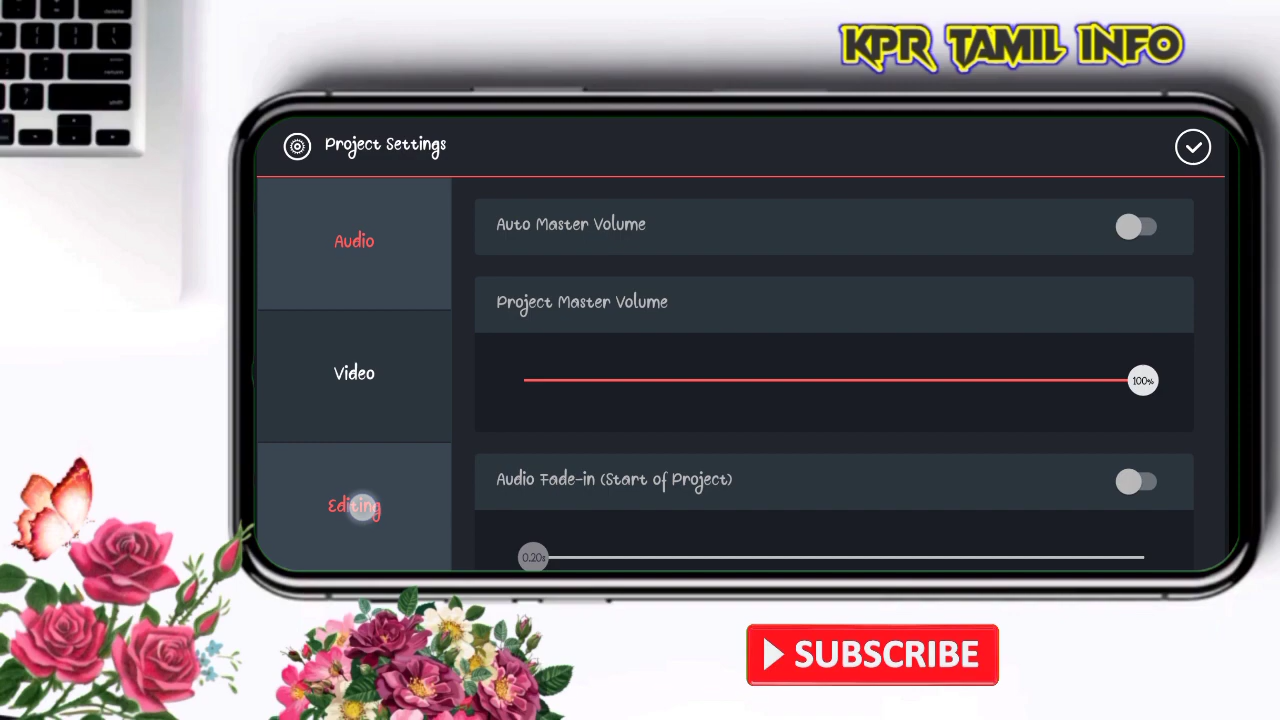 KPR TAMIL INFO
Project Settings
Audio
Video
Editing
Auto Master Volume
Project Master Volume
100%
Audio Fade-in (Start of Project)
0.20s
SUBSCRIBE